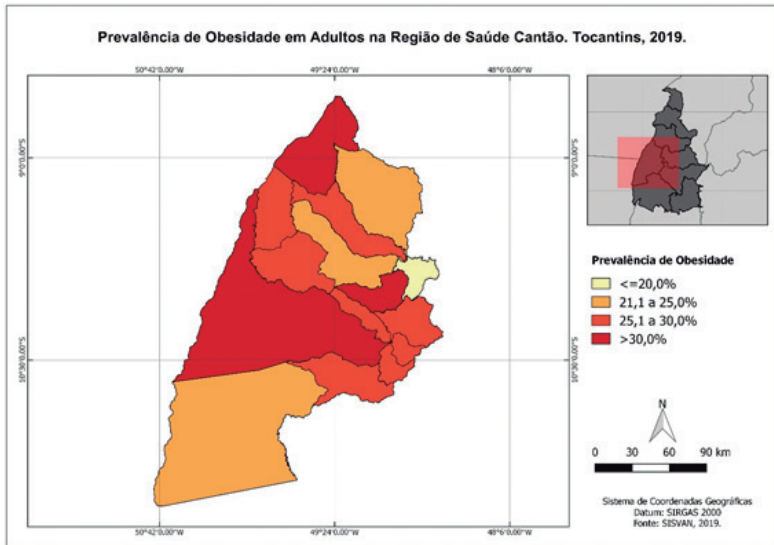 Prevalência de Obesidade em Adultos na Região de Saúde Cantão. Tocantins, 2019.
50°42'0.00"W 49°24'0.00"W 48°6'0.00"W
9°0'0.00"S 9°0'0.00"S
10°30'0.00"S 10°30'0.00"S
50°42'0.00"W 49°24'0.00"W 48°6'0.00"W
Prevalência de Obesidade
<=20,0%
21,1 a 25,0%
25,1 a 30,0%
>30,0%
N
0 30 60 90 km
Sistema de Coordenadas Geográficas
Datum: SIRGAS 2000
Fonte: SISVAN, 2019.